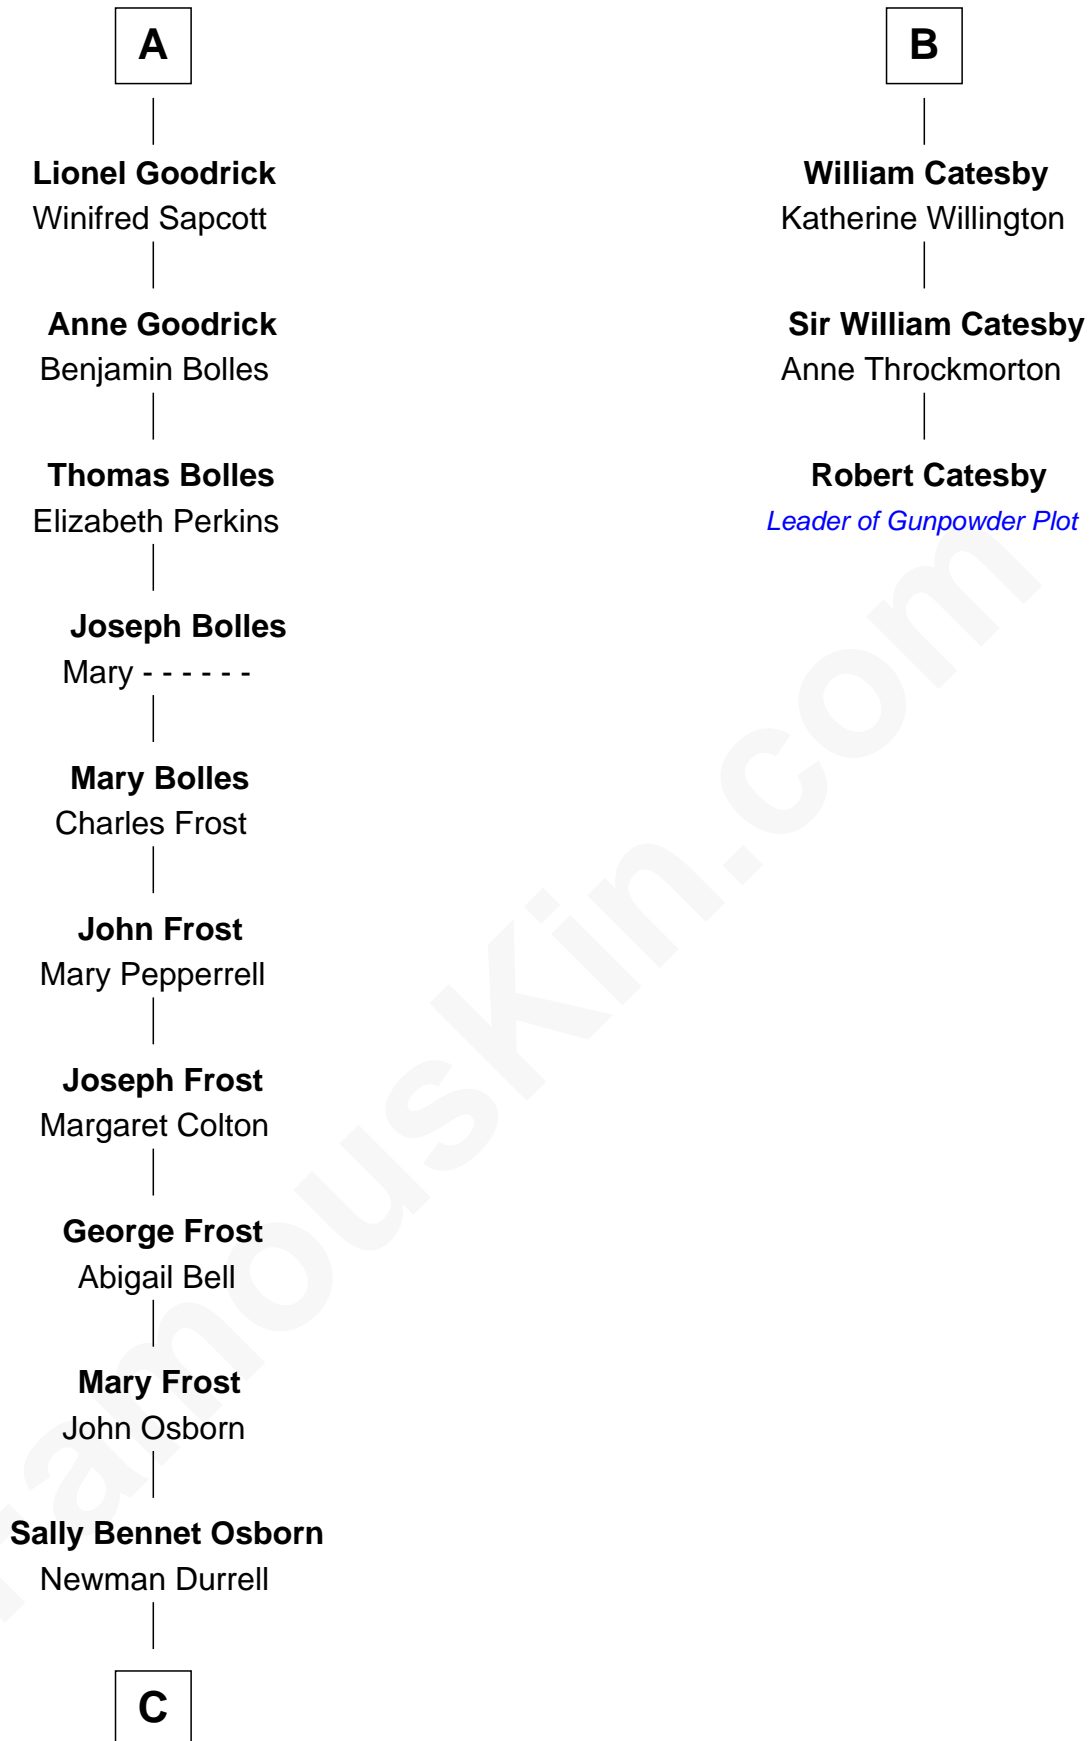 A
Lionel Goodrick
Winifred Sapcott
Anne Goodrick
Benjamin Bolles
Thomas Bolles
Elizabeth Perkins
Joseph Bolles
Mary - - - - - -
Mary Bolles
Charles Frost
John Frost
Mary Pepperrell
Joseph Frost
Margaret Colton
George Frost
Abigail Bell
Mary Frost
John Osborn
Sally Bennet Osborn
Newman Durrell
C
B
William Catesby
Katherine Willington
Sir William Catesby
Anne Throckmorton
Robert Catesby
Leader of Gunpowder Plot
FamousKin.com